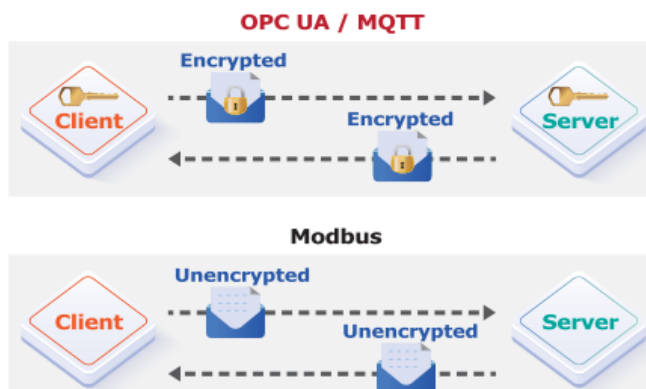 OPC UA / MQTT
Encrypted
Client
Encrypted
Server
Modbus
Unencrypted
Client
Unencrypted
Server